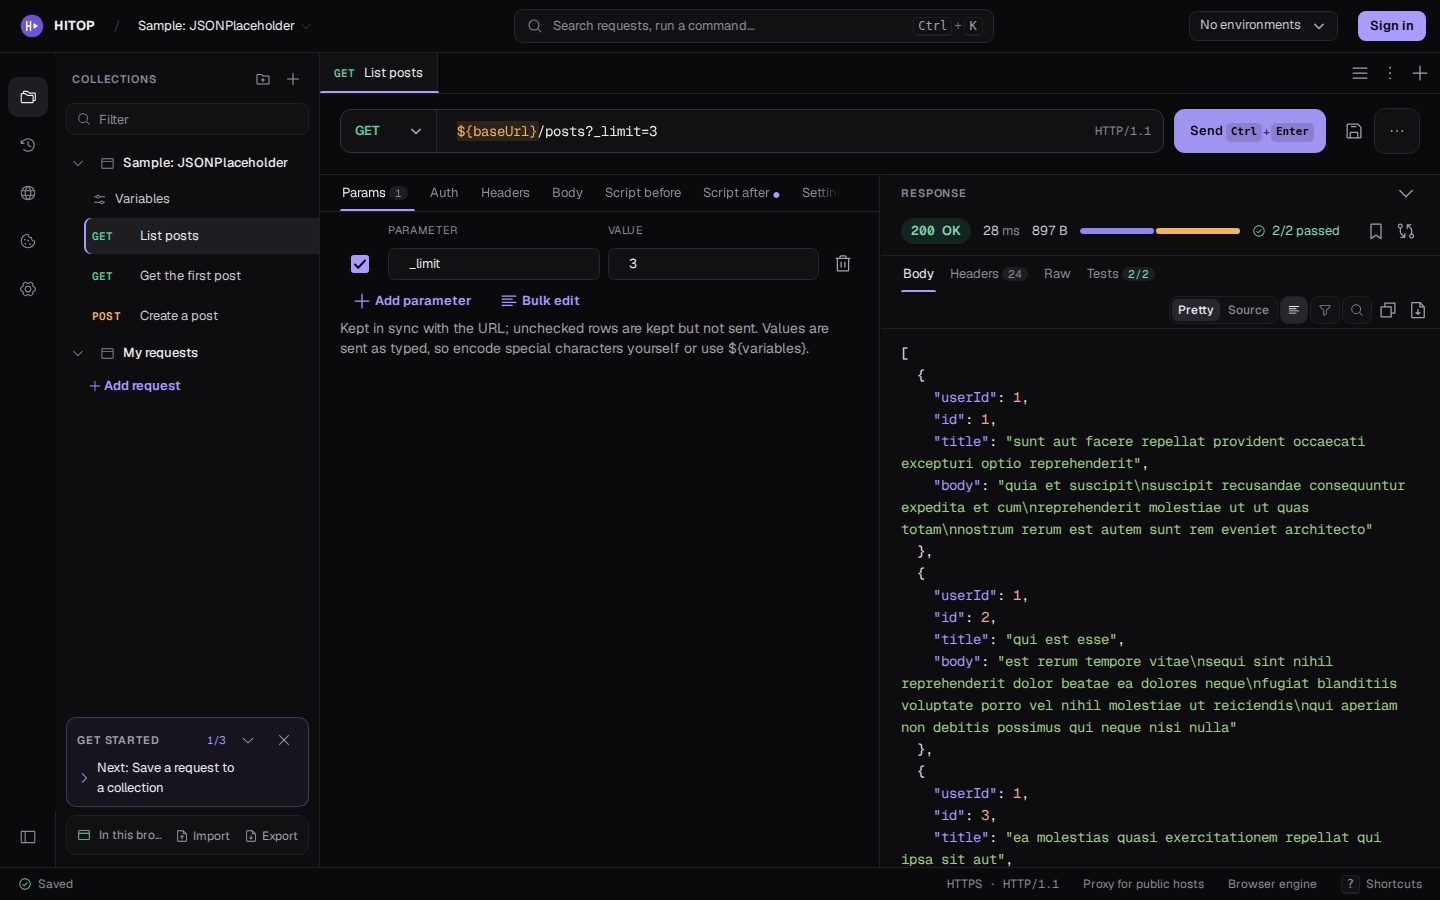 HITOP / Sample: JSONPlaceholder
Search requests, run a command... Ctrl + K
No environments
Sign in
COLLECTIONS
Filter
Sample: JSONPlaceholder
Variables
GET List posts
GET Get the first post
POST Create a post
My requests
+ Add request
GET STARTED 1/3
Next: Save a request to
a collection
In this bro... Import Export
GET List posts
GET ${baseUrl}/posts?_limit=3 HTTP/1.1
Send Ctrl + Enter
Params 1 Auth Headers Body Script before Script after
PARAMETER VALUE
_limit 3
Add parameter Bulk edit
Kept in sync with the URL; unchecked rows are kept but not sent. Values are
sent as typed, so encode special characters yourself or use ${variables}.
RESPONSE
200 OK 28 ms 897 B 2/2 passed
Body Headers 24 Raw Tests 2/2
Pretty Source
[
{
"userId": 1,
"id": 1,
"title": "sunt aut facere repellat provident occaecati
excepturi optio reprehenderit",
"body": "quia et suscipit\nsuscipit recusandae consequuntur
expedita et cum\nreprehenderit molestiae ut ut quas
totam\nnostrum rerum est autem sunt rem eveniet architecto"
},
{
"userId": 1,
"id": 2,
"title": "qui est esse",
"body": "est rerum tempore vitae\nsequi sint nihil
reprehenderit dolor beatae ea dolores neque\nfugiat blanditiis
voluptate porro vel nihil molestiae ut reiciendis\nqui aperiam
non debitis possimus qui neque nisi nulla"
},
{
"userId": 1,
"id": 3,
"title": "ea molestias quasi exercitationem repellat qui
ipsa sit aut",
Saved
HTTPS · HTTP/1.1 Proxy for public hosts Browser engine ? Shortcuts